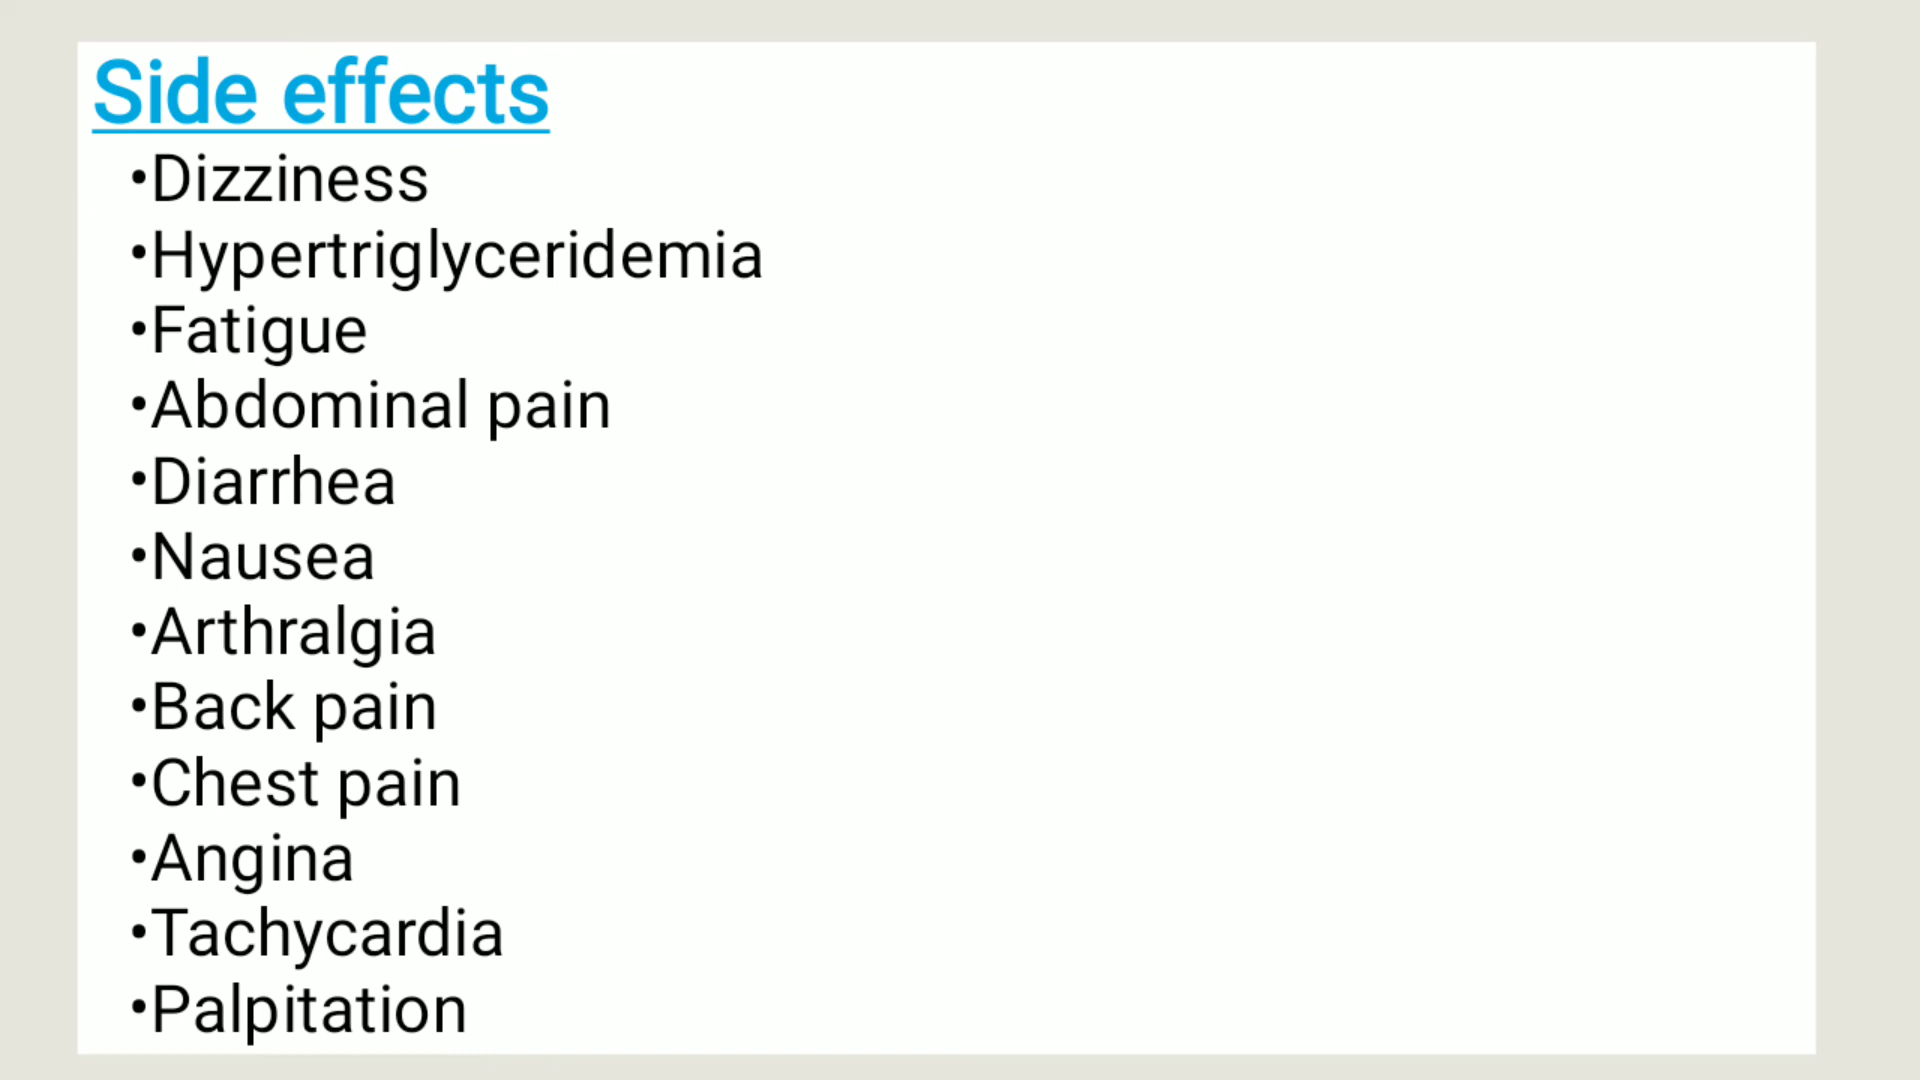 Side effects
•Dizziness
•Hypertriglyceridemia
•Fatigue
•Abdominal pain
•Diarrhea
•Nausea
•Arthralgia
•Back pain
•Chest pain
•Angina
•Tachycardia
•Palpitation